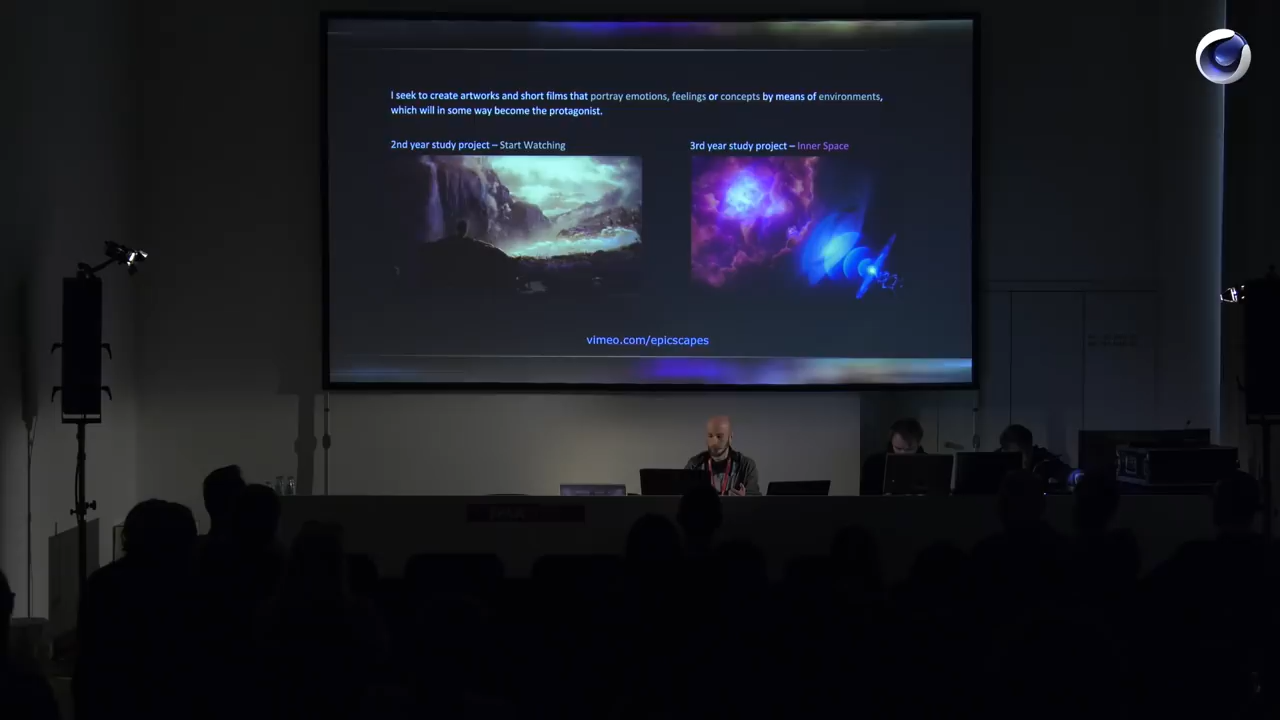 I seek to create artworks and short films that portray emotions, feelings or concepts by means of environments,
which will in some way become the protagonist.
2nd year study project – Start Watching
3rd year study project – Inner Space
vimeo.com/epicscapes